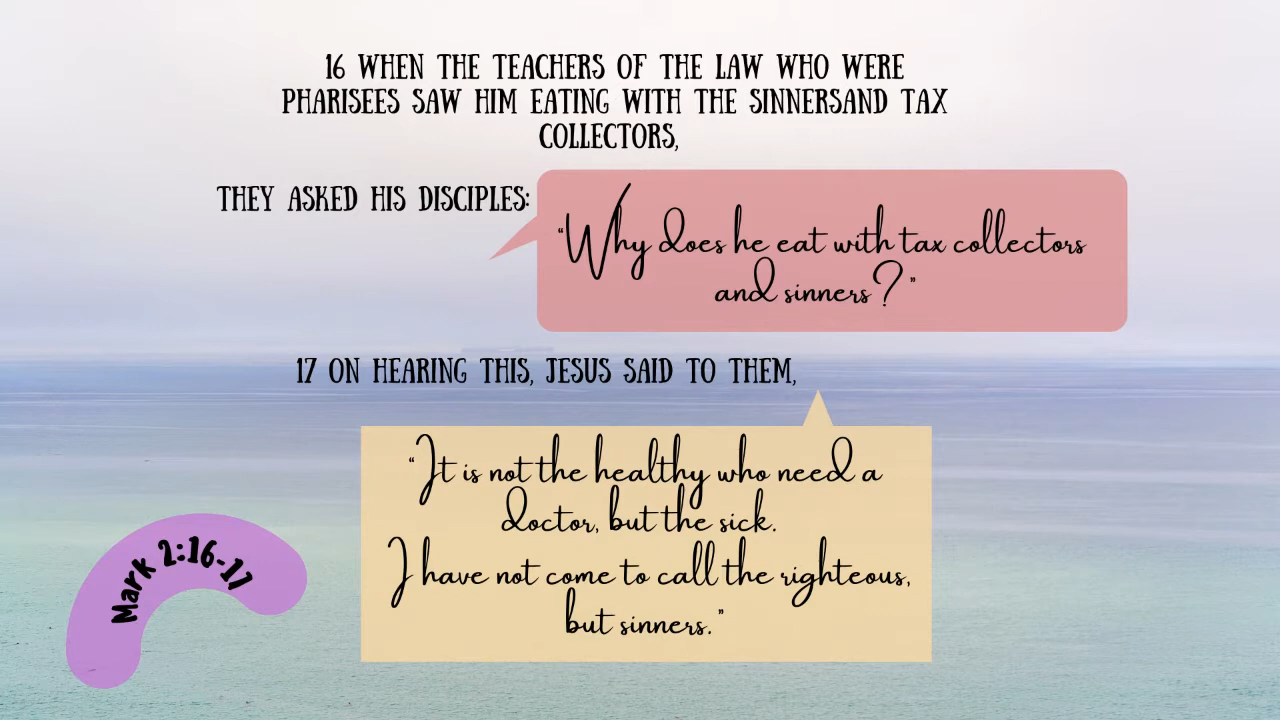 16 WHEN THE TEACHERS OF THE LAW WHO WERE
PHARISEES SAW HIM EATING WITH THE SINNERSAND TAX
COLLECTORS,
THEY ASKED HIS DISCIPLES:
“Why does he eat with tax collectors
and sinners?”
17 ON HEARING THIS, JESUS SAID TO THEM,
“It is not the healthy who need a
doctor, but the sick.
I have not come to call the righteous,
but sinners.”
Mark 2:16-17